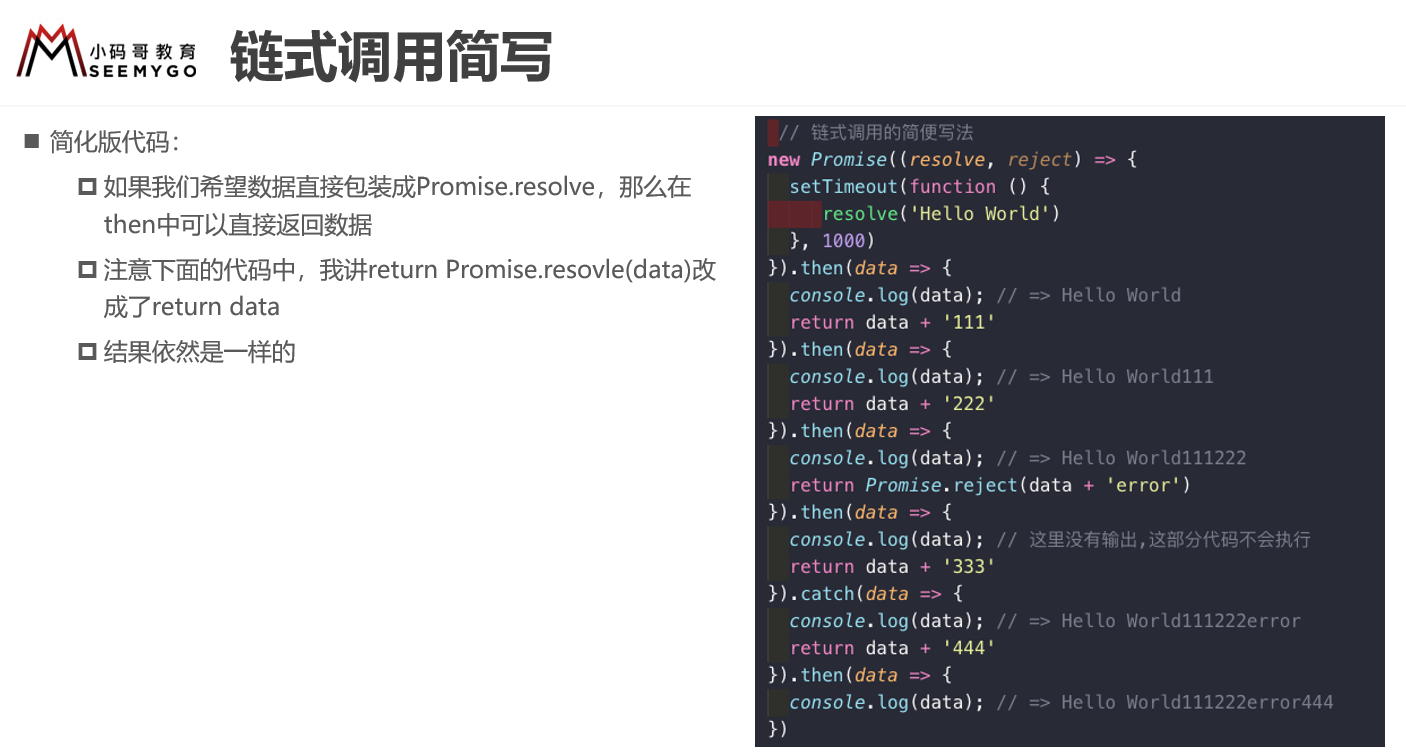 小码哥教育
SEEMYGO
链式调用简写
简化版代码：
如果我们希望数据直接包装成Promise.resolve，那么在
then中可以直接返回数据
注意下面的代码中，我讲return Promise.resovle(data)改
成了return data
结果依然是一样的
// 链式调用的简便写法
new Promise((resolve, reject) => {
  setTimeout(function () {
    resolve('Hello World')
  }, 1000)
}).then(data => {
  console.log(data); // => Hello World
  return data + '111'
}).then(data => {
  console.log(data); // => Hello World111
  return data + '222'
}).then(data => {
  console.log(data); // => Hello World111222
  return Promise.reject(data + 'error')
}).then(data => {
  console.log(data); // 这里没有输出,这部分代码不会执行
  return data + '333'
}).catch(data => {
  console.log(data); // => Hello World111222error
  return data + '444'
}).then(data => {
  console.log(data); // => Hello World111222error444
})